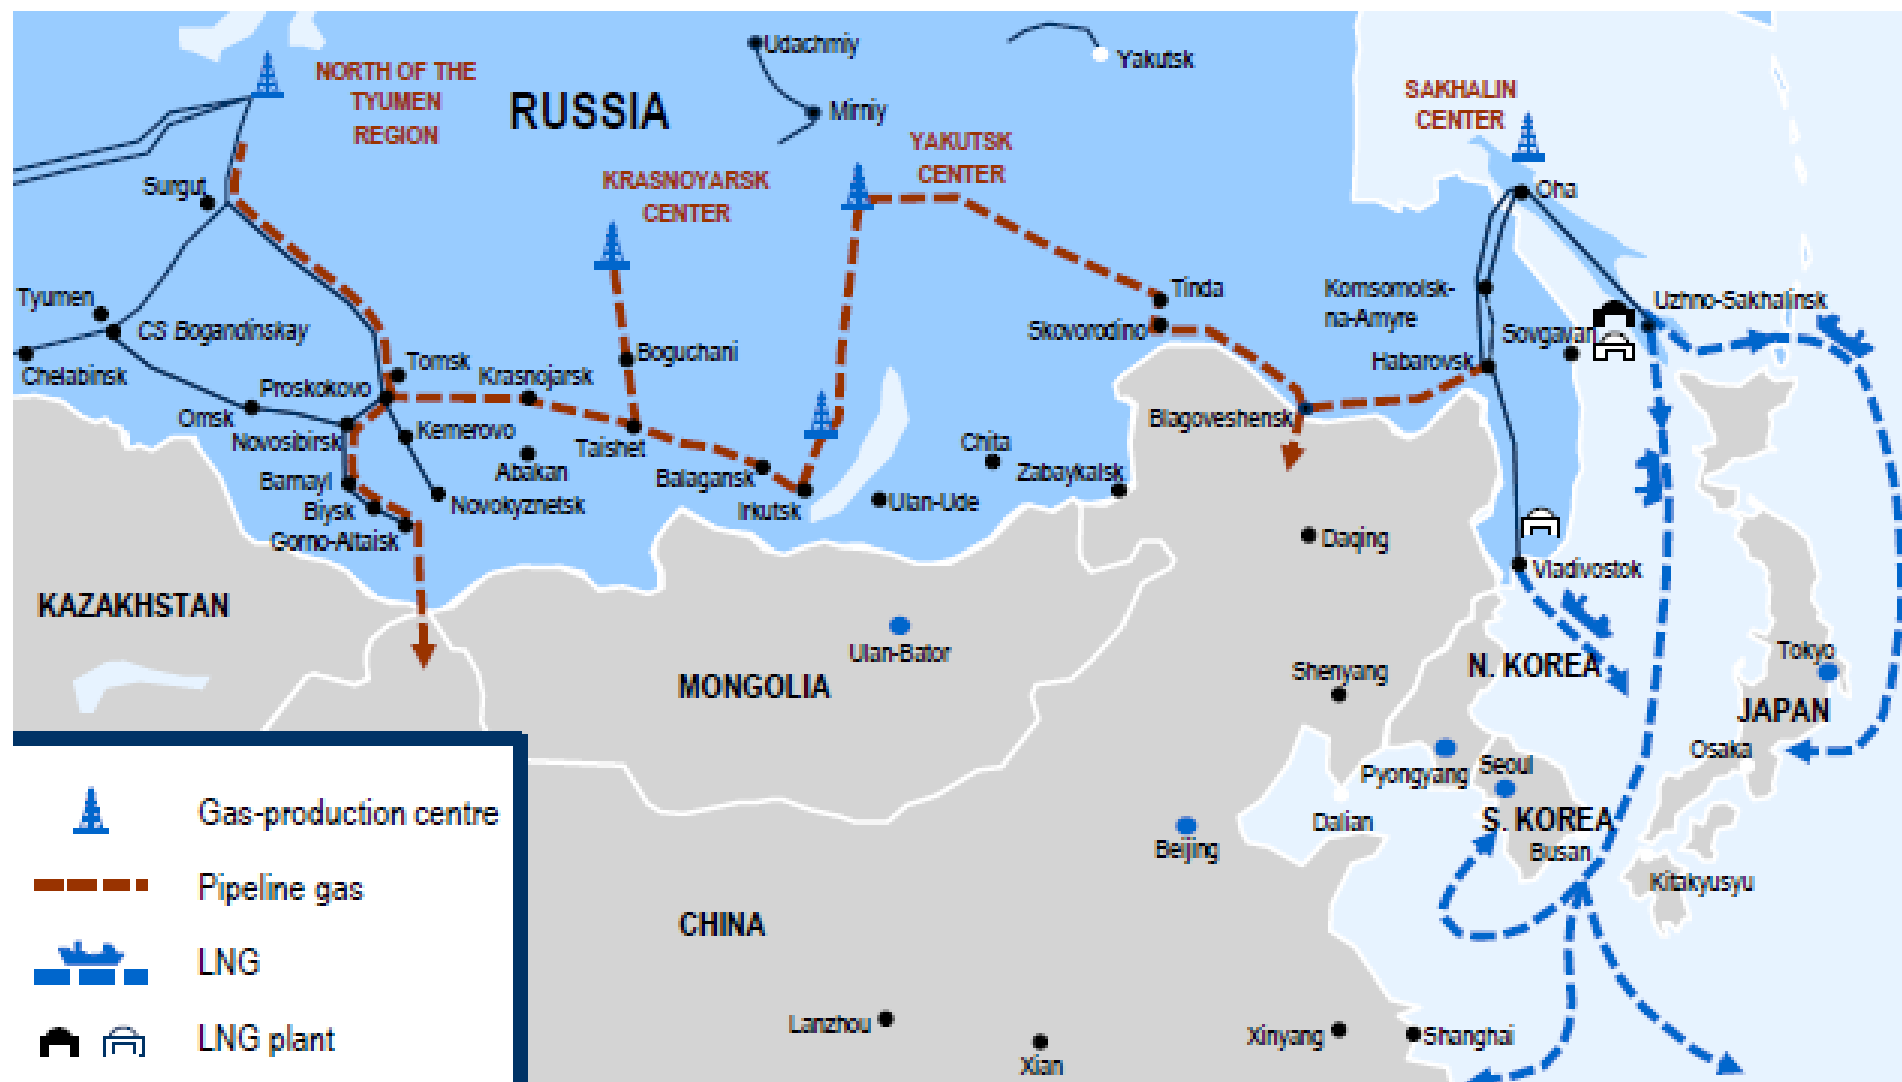 Udachmiy
Yakutsk
NORTH OF THE
TYUMEN
REGION
RUSSIA
Mirniy
SAKHALIN
CENTER
YAKUTSK
CENTER
KRASNOYARSK
CENTER
Surgut
Oha
Tyumen
CS Bogandinskay
Chelabinsk
Tinda
Skovorodino
Komsomolsk-
na-Amyre
Uzhno-Sakhalinsk
Sovgavan
Habarovsk
Tomsk
Proskokovo
Krasnojarsk
Boguchani
Omsk
Novosibirsk
Kemerovo
Taishet
Blagoveshensk
Abakan
Balagansk
Chita
Zabaykalsk
Barnayl
Biysk
Novokyznetsk
Irkutsk
Ulan-Ude
Gorno-Altaisk
Daqing
Vladivostok
KAZAKHSTAN
Ulan-Bator
MONGOLIA
Shenyang
N. KOREA
Tokyo
JAPAN
Osaka
Pyongyang
Seoul
S. KOREA
Busan
Dalian
Beijing
Kitakyusyu
CHINA
Lanzhou
Xian
Xinyang
Shanghai
Gas-production centre
Pipeline gas
LNG
LNG plant